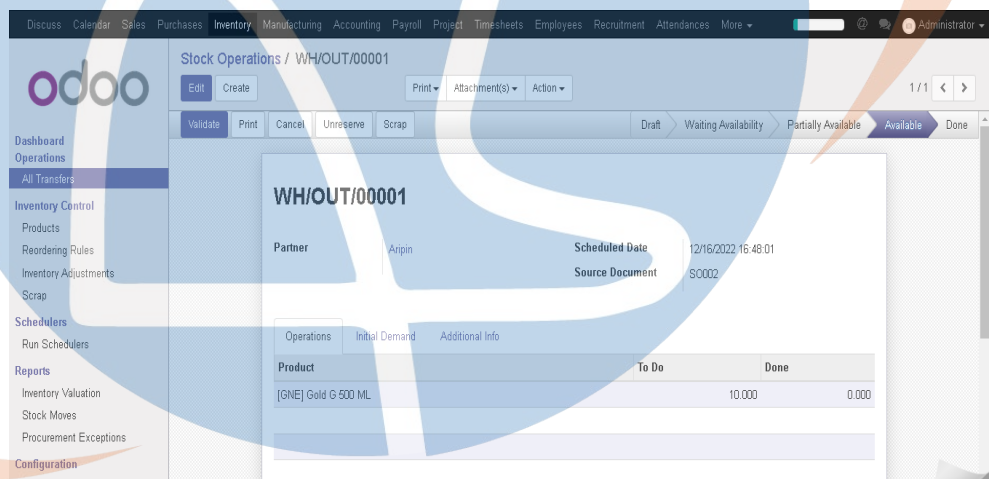 Discuss Calendar Sales Purchases Inventory Manufacturing Accounting Payroll Project Timesheets Employees Recruitment Attendances More @ Administrator
odoo
Stock Operations / WH/OUT/00001
Edit Create Print Attachment(s) Action 1 / 1
Validate Print Cancel Unreserve Scrap Draft Waiting Availability Partially Available Available Done
Dashboard
Operations
All Transfers
Inventory Control
Products
Reordering Rules
Inventory Adjustments
Scrap
Schedulers
Run Schedulers
Reports
Inventory Valuation
Stock Moves
Procurement Exceptions
Configuration
WH/OUT/00001
Partner Aripin Scheduled Date 12/16/2022 16:48:01
Source Document SO002
Operations Initial Demand Additional Info
Product To Do Done
[GNE] Gold G 500 ML 10.000 0.000